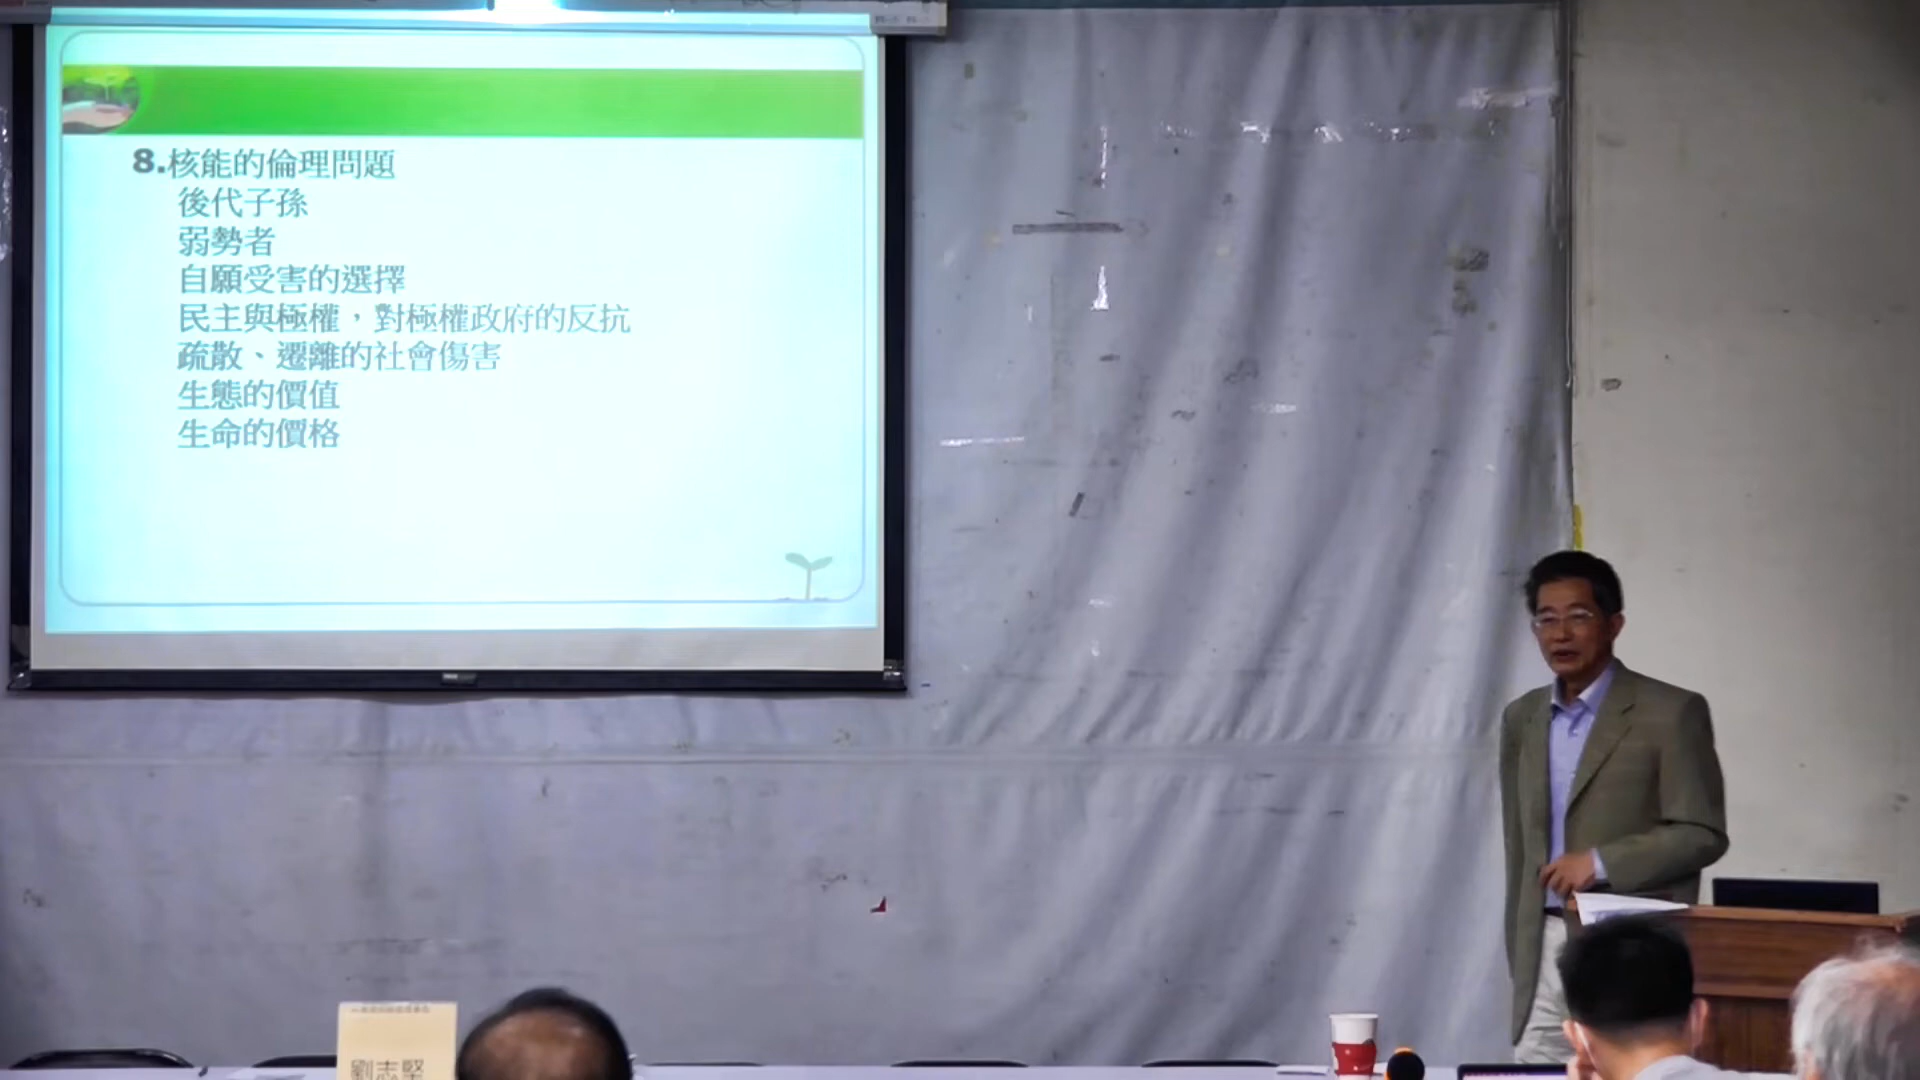 8.核能的倫理問題
後代子孫
弱勢者
自願受害的選擇
民主與極權，對極權政府的反抗
疏散、遷離的社會傷害
生態的價值
生命的價格
劉志堅